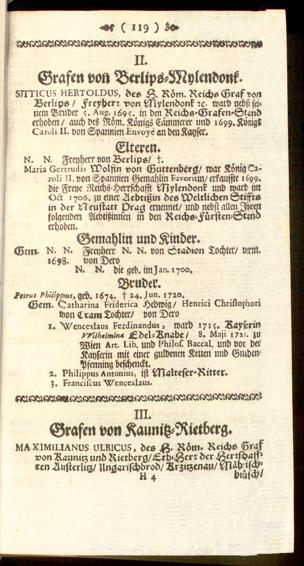 ( 119 )
II.
Grafen von Berlips-Mylendonk.
SITTICUS HERTOLDUS, des H. Röm. Reichs Graf von
Berlips / Freyherr von Mylendonk ꝛc. ward nebst sei-
nem Bruder 5. Aug. 1695. in den Reichs-Grafen-Stand
erhoben / auch des Röm. Königs Cämmerer und 1699. Königs
Caroli II. von Spannien Envoyé an den Kayser.
Elteren.
N. N. Freyherr von Berlips / †.
Maria Gertrudis Wolfin von Guttenberg / war König Ca-
roli II. von Spannien Gemahlin Favoritin / erkauffte 1699.
die Freye Reichs-Herrschafft Mylendonk und ward im
Oct 1706. zu einer Aebtißin des Weltlichen Stiffts
in der Neustatt Prag ernennet / und nebst allen Ihren
folgenden Aebtißinnen in den Reichs-Fürsten-Stand
erhoben.
Gemahlin und Kinder.
Gem. N. N. Freyherr N. N. von Stadion Tochter / verm.
1698. von Dero
N. N. die geb. im Jan. 1700.
Bruder.
Petrus Philippus, geb. 1674. † 24. Jun. 1720.
Gem. Catharina Friderica Hedwig / Henrici Christophori
von Cram Tochter / von Dero
1. Wenceslaus Ferdinandus, ward 1715. Kayserin
Wilhelmina Edel-Knabe / 8. Maji 1721. zu
Wien Art. Lib. und Philos. Baccal, und vor der
Kayserin mit einer guldenen Ketten und Gnaden-
Pfenning beschenckt.
2. Philippus Antonius, ist Malteser-Ritter.
3. Franciscus Wenceslaus.
III.
Grafen von Kaunitz-Rietberg.
MAXIMILIANUS ULRICUS, des H. Röm. Reichs Graf
von Kaunitz und Rietberg / Erb-Herr der Herrschaff-
ten Austerlitz / Ungarischbrod / Krzitzenau / Mährisch-
H 4 brüsch /